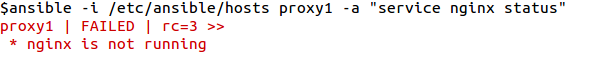 $ansible -i /etc/ansible/hosts proxy1 -a "service nginx status"
proxy1 | FAILED | rc=3 >>
 * nginx is not running